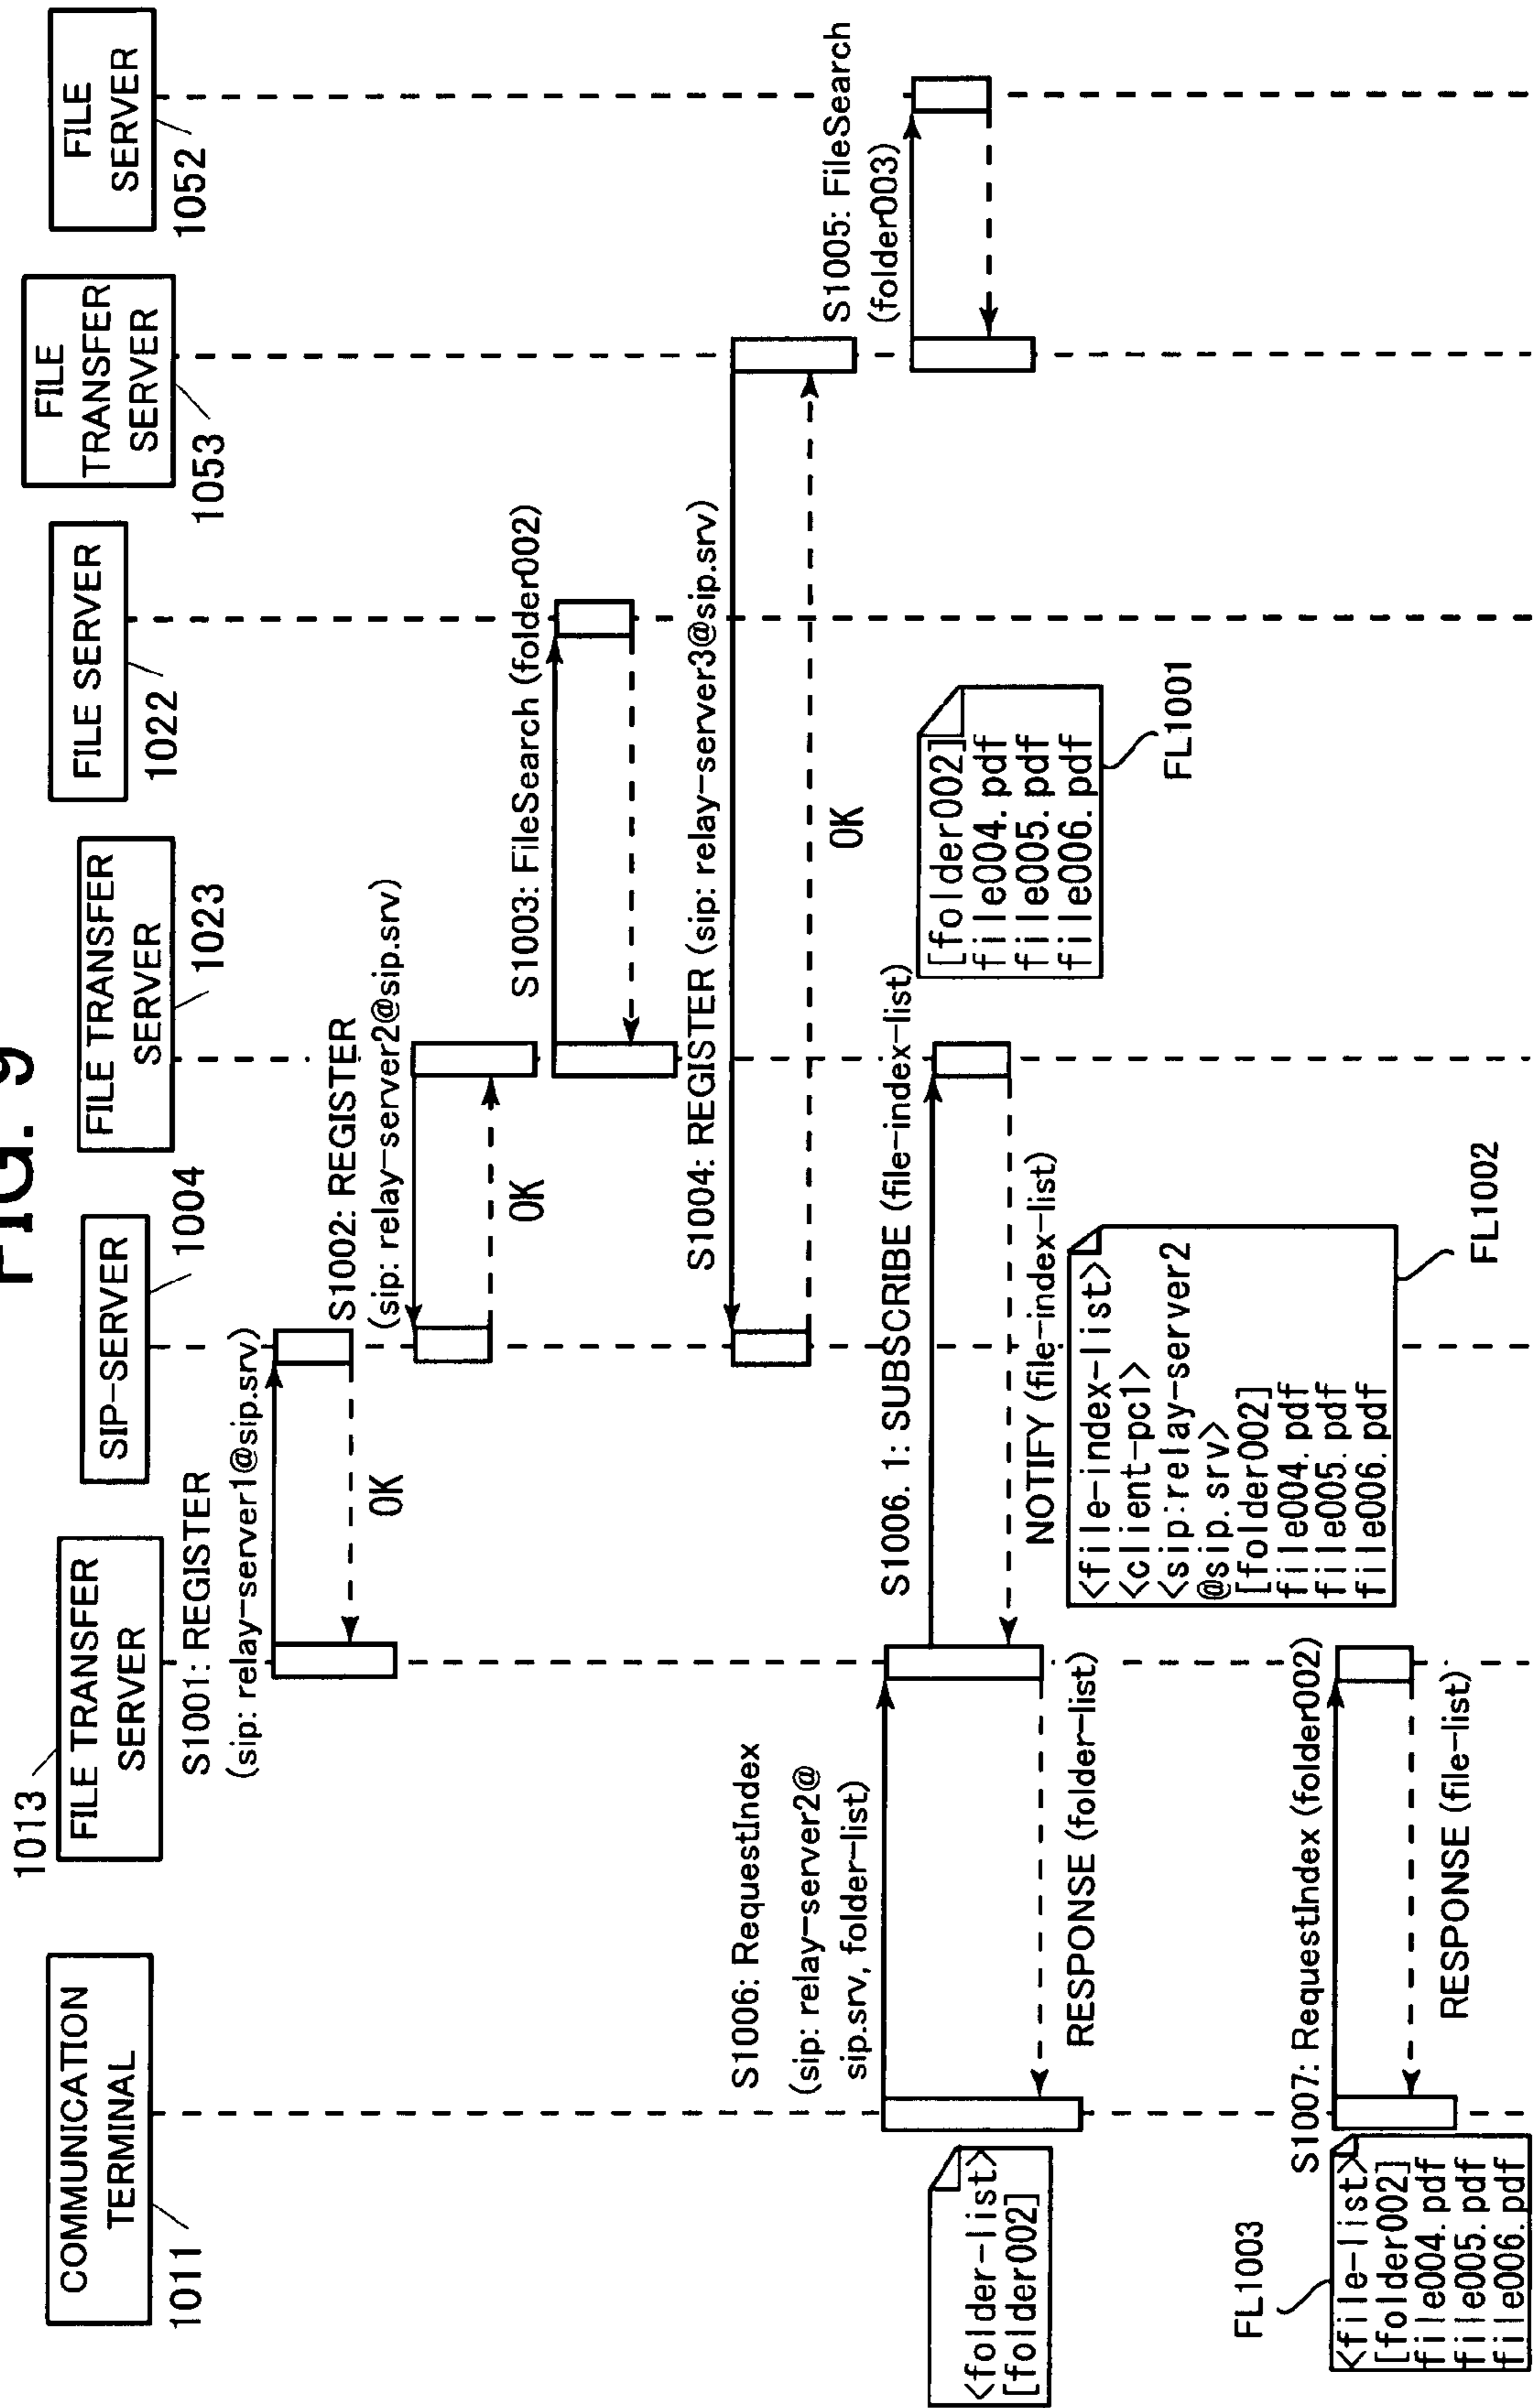 FIG. 9
COMMUNICATION
TERMINAL
1011
1013
FILE TRANSFER
SERVER
SIP-SERVER
1004
FILE TRANSFER
SERVER
1023
FILE SERVER
1022
FILE
TRANSFER
SERVER
1053
FILE
SERVER
1052
S1001: REGISTER
(sip: relay-server1@sip.srv)
OK
S1002: REGISTER
(sip: relay-server2@sip.srv)
OK
S1003: FileSearch (folder002)
S1004: REGISTER (sip: relay-server3@sip.srv)
OK
S1005: FileSearch
(folder003)
S1006: RequestIndex
(sip: relay-server2@
sip.srv, folder-list)
S1006. 1: SUBSCRIBE (file-index-list)
[folder002]
file004.pdf
file005.pdf
file006.pdf
FL1001
NOTIFY (file-index-list)
RESPONSE (folder-list)
<folder-list>
[folder002]
<file-index-list>
<client-pc1>
<sip:relay-server2
@sip.srv>
[folder002]
file004.pdf
file005.pdf
file006.pdf
FL1002
S1007: RequestIndex (folder002)
RESPONSE (file-list)
FL1003
<file-list>
[folder002]
file004.pdf
file005.pdf
file006.pdf